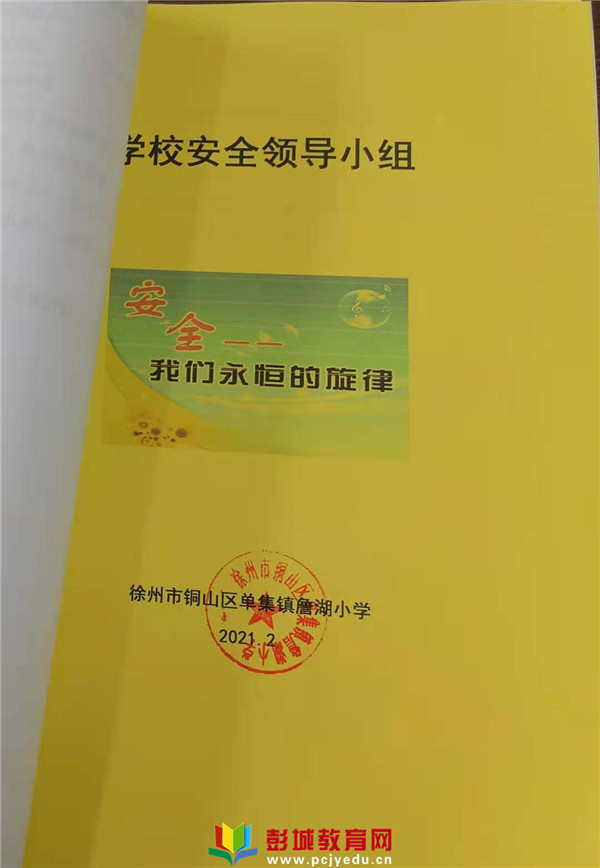 学校安全领导小组
安
全——
我们永恒的旋律
徐州市铜山区单集镇詹湖小学
2021.2
彭城教育网
www.pcjyedu.cn